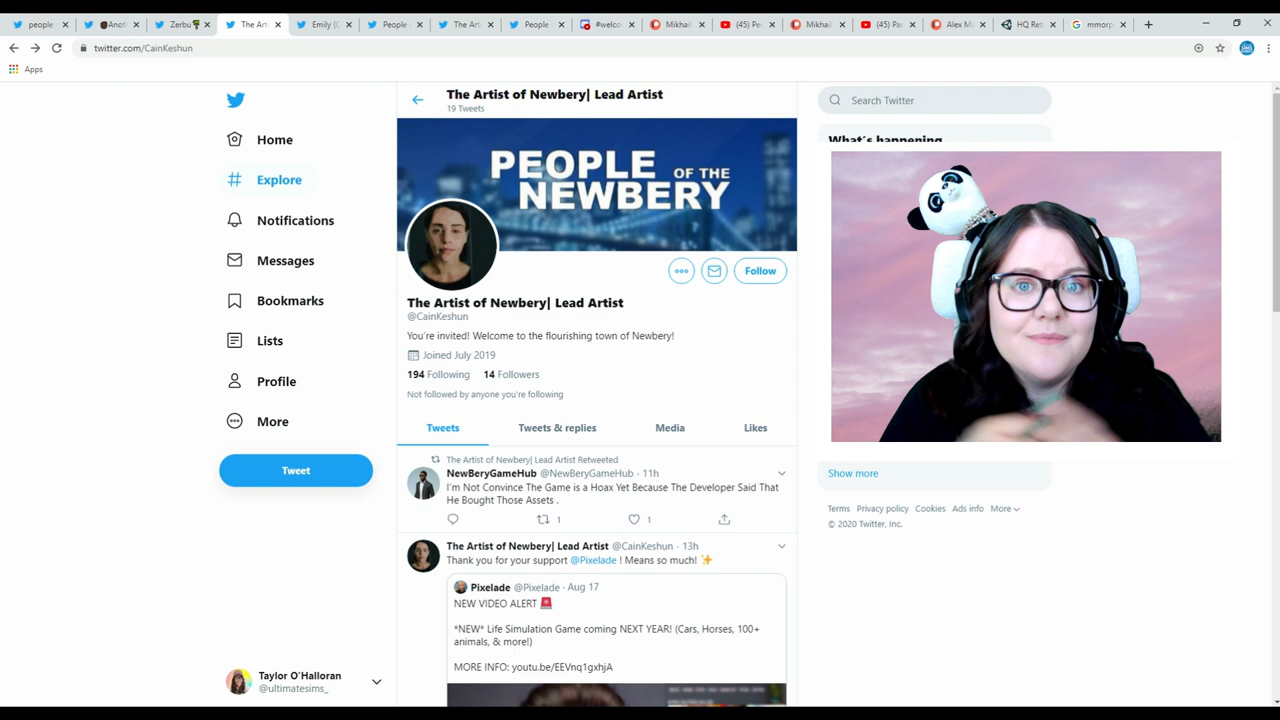 people
Anot
Zerbu
The Art
Emily (C
People
The Art
People
#welco
Mikhail
(45) Pe
Mikhail
(45) Pa
Alex Ma
HQ Ret
mmorp
twitter.com/CainKeshun
Apps
The Artist of Newbery| Lead Artist
19 Tweets
Search Twitter
What's happening
Home
Explore
Notifications
Messages
Bookmarks
Lists
Profile
More
Tweet
PEOPLE OF THE
NEWBERY
Follow
The Artist of Newbery| Lead Artist
@CainKeshun
You're invited! Welcome to the flourishing town of Newbery!
Joined July 2019
194 Following 14 Followers
Not followed by anyone you're following
Tweets Tweets & replies Media Likes
The Artist of Newbery| Lead Artist Retweeted
NewBeryGameHub @NewBeryGameHub · 11h
I'm Not Convince The Game is a Hoax Yet Because The Developer Said That
He Bought Those Assets .
1 1
The Artist of Newbery| Lead Artist @CainKeshun · 13h
Thank you for your support @Pixelade ! Means so much! ✨
Pixelade @Pixelade · Aug 17
NEW VIDEO ALERT 🚨
*NEW* Life Simulation Game coming NEXT YEAR! (Cars, Horses, 100+
animals, & more!)
MORE INFO: youtu.be/EEVnq1gxhjA
Show more
Terms Privacy policy Cookies Ads info More
© 2020 Twitter, Inc.
Taylor O'Halloran
@ultimatesims_